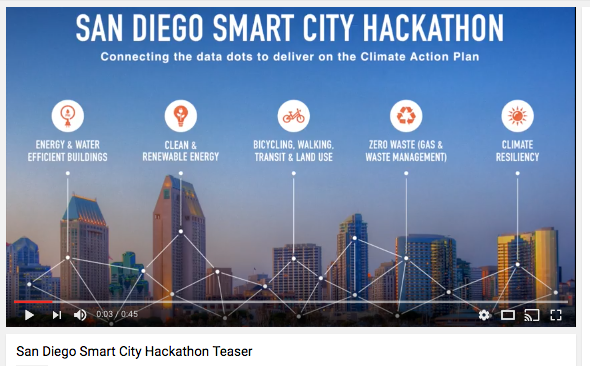 SAN DIEGO SMART CITY HACKATHON
Connecting the data dots to deliver on the Climate Action Plan
ENERGY & WATER
EFFICIENT BUILDINGS
CLEAN &
RENEWABLE ENERGY
BICYCLING, WALKING,
TRANSIT & LAND USE
ZERO WASTE (GAS &
WASTE MANAGEMENT)
CLIMATE
RESILIENCY
0:03 / 0:45
San Diego Smart City Hackathon Teaser